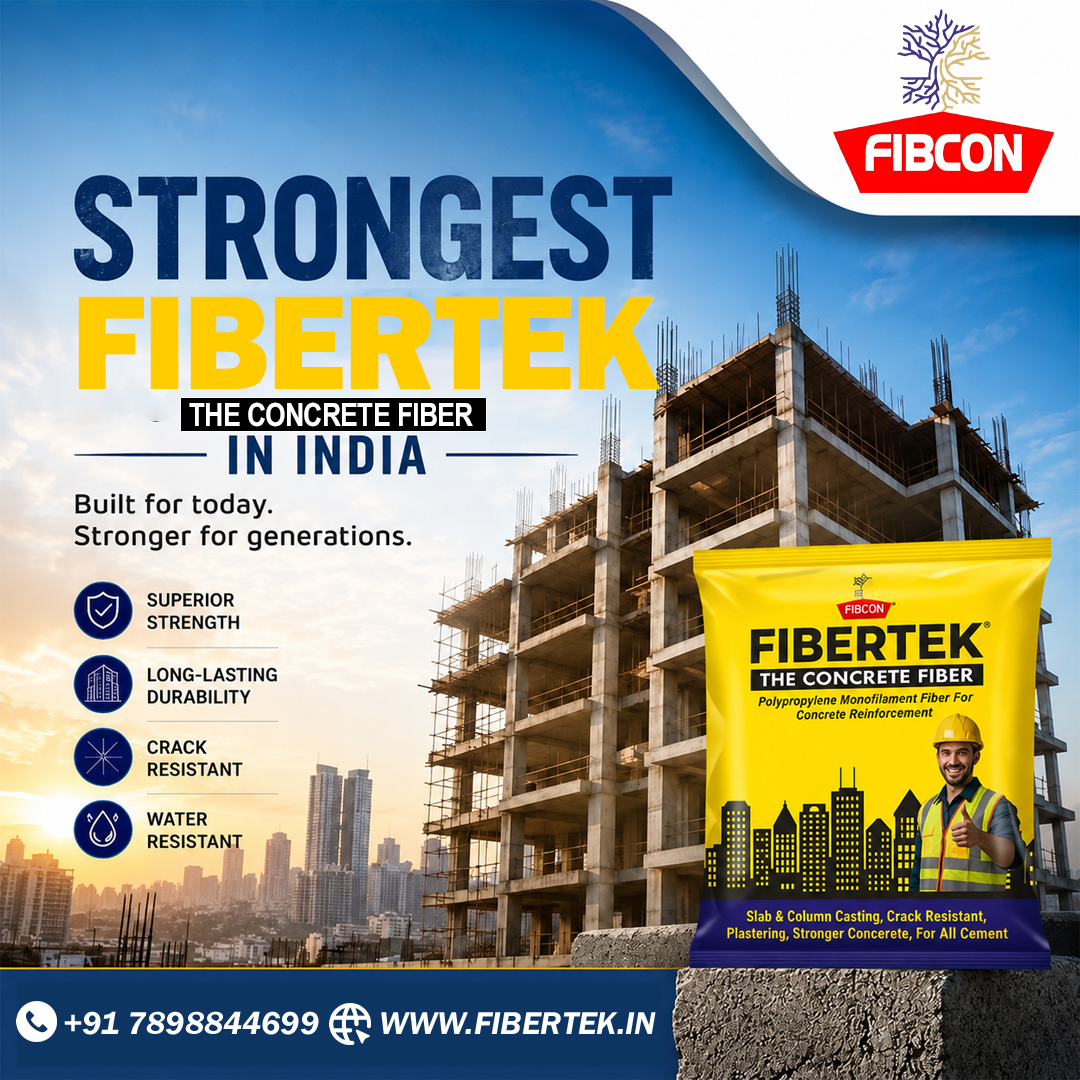 FIBCON
STRONGEST
FIBERTEK
THE CONCRETE FIBER
IN INDIA
Built for today.
Stronger for generations.
SUPERIOR
STRENGTH
LONG-LASTING
DURABILITY
CRACK
RESISTANT
WATER
RESISTANT
FIBCON®
FIBERTEK®
THE CONCRETE FIBER
Polypropylene Monofilament Fiber For
Concrete Reinforcement
Slab & Column Casting, Crack Resistant,
Plastering, Stronger Concerete, For All Cement
+91 7898844699 WWW.FIBERTEK.IN